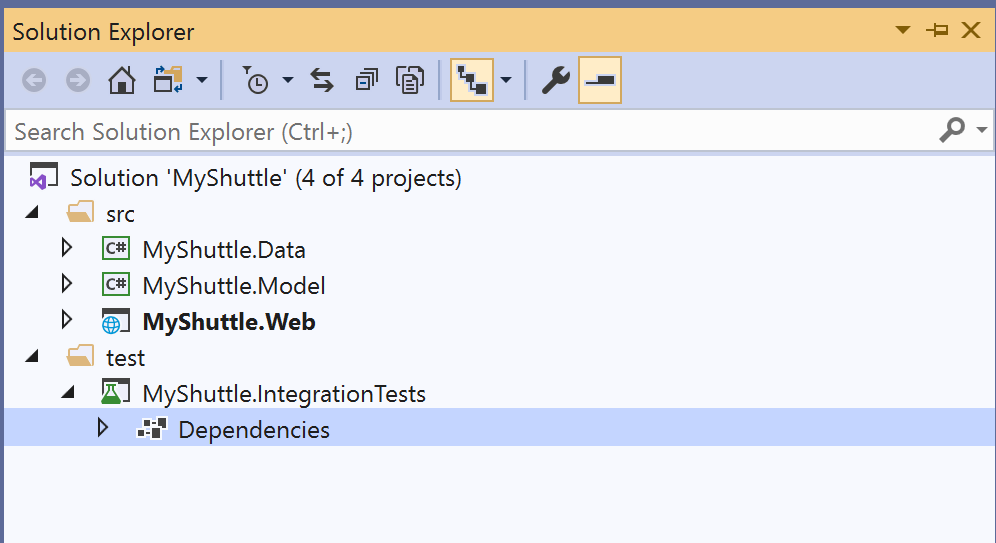 Solution Explorer
Search Solution Explorer (Ctrl+;)
Solution 'MyShuttle' (4 of 4 projects)
src
C# MyShuttle.Data
C# MyShuttle.Model
MyShuttle.Web
test
MyShuttle.IntegrationTests
Dependencies